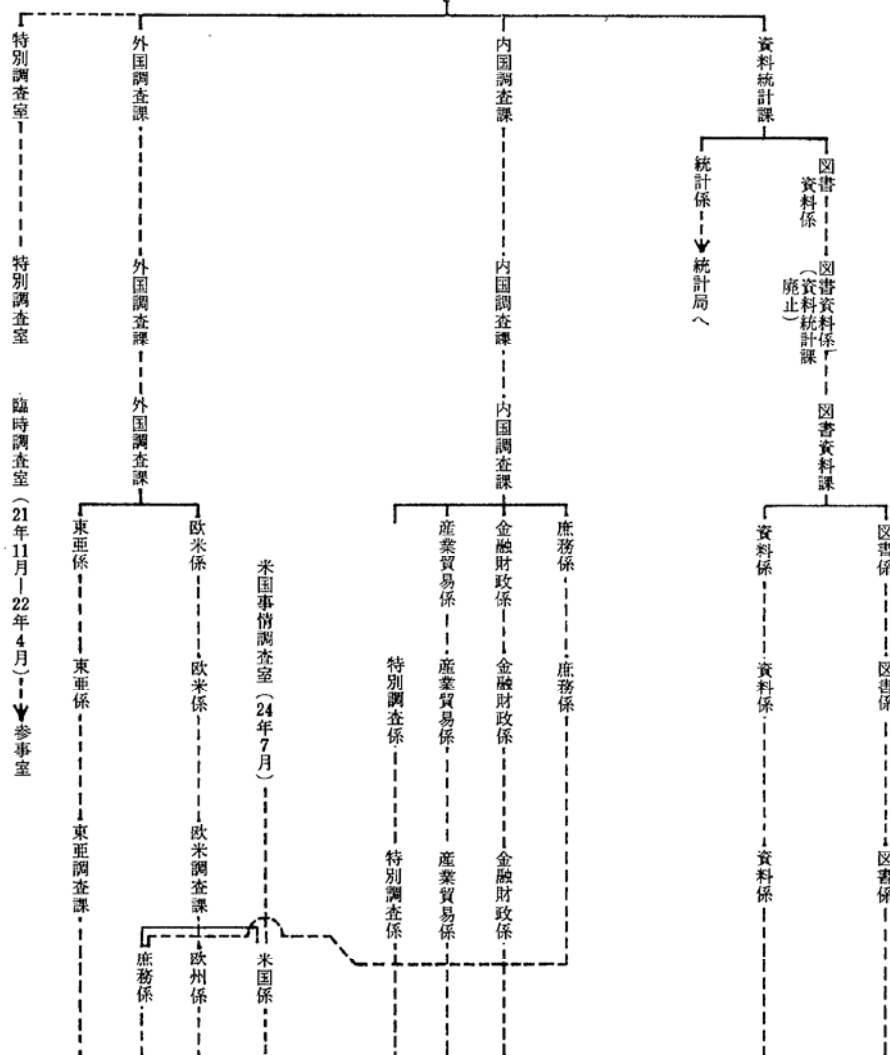 資料統計課
図書
資料係
図書資料係
（資料統計課
廃止）
図書資料課
図書係
図書係
図書係
資料係
資料係
資料係
統計係
統計局へ
内国調査課
内国調査課
内国調査課
庶務係
庶務係
金融財政係
金融財政係
金融財政係
産業貿易係
産業貿易係
産業貿易係
特別調査係
特別調査係
外国調査課
外国調査課
外国調査課
米国事情調査室（24年7月）
米国係
欧米係
欧米係
欧米調査課
欧州係
庶務係
東亜係
東亜係
東亜調査課
特別調査室
特別調査室
臨時調査室（21年11月―22年4月）
参事室